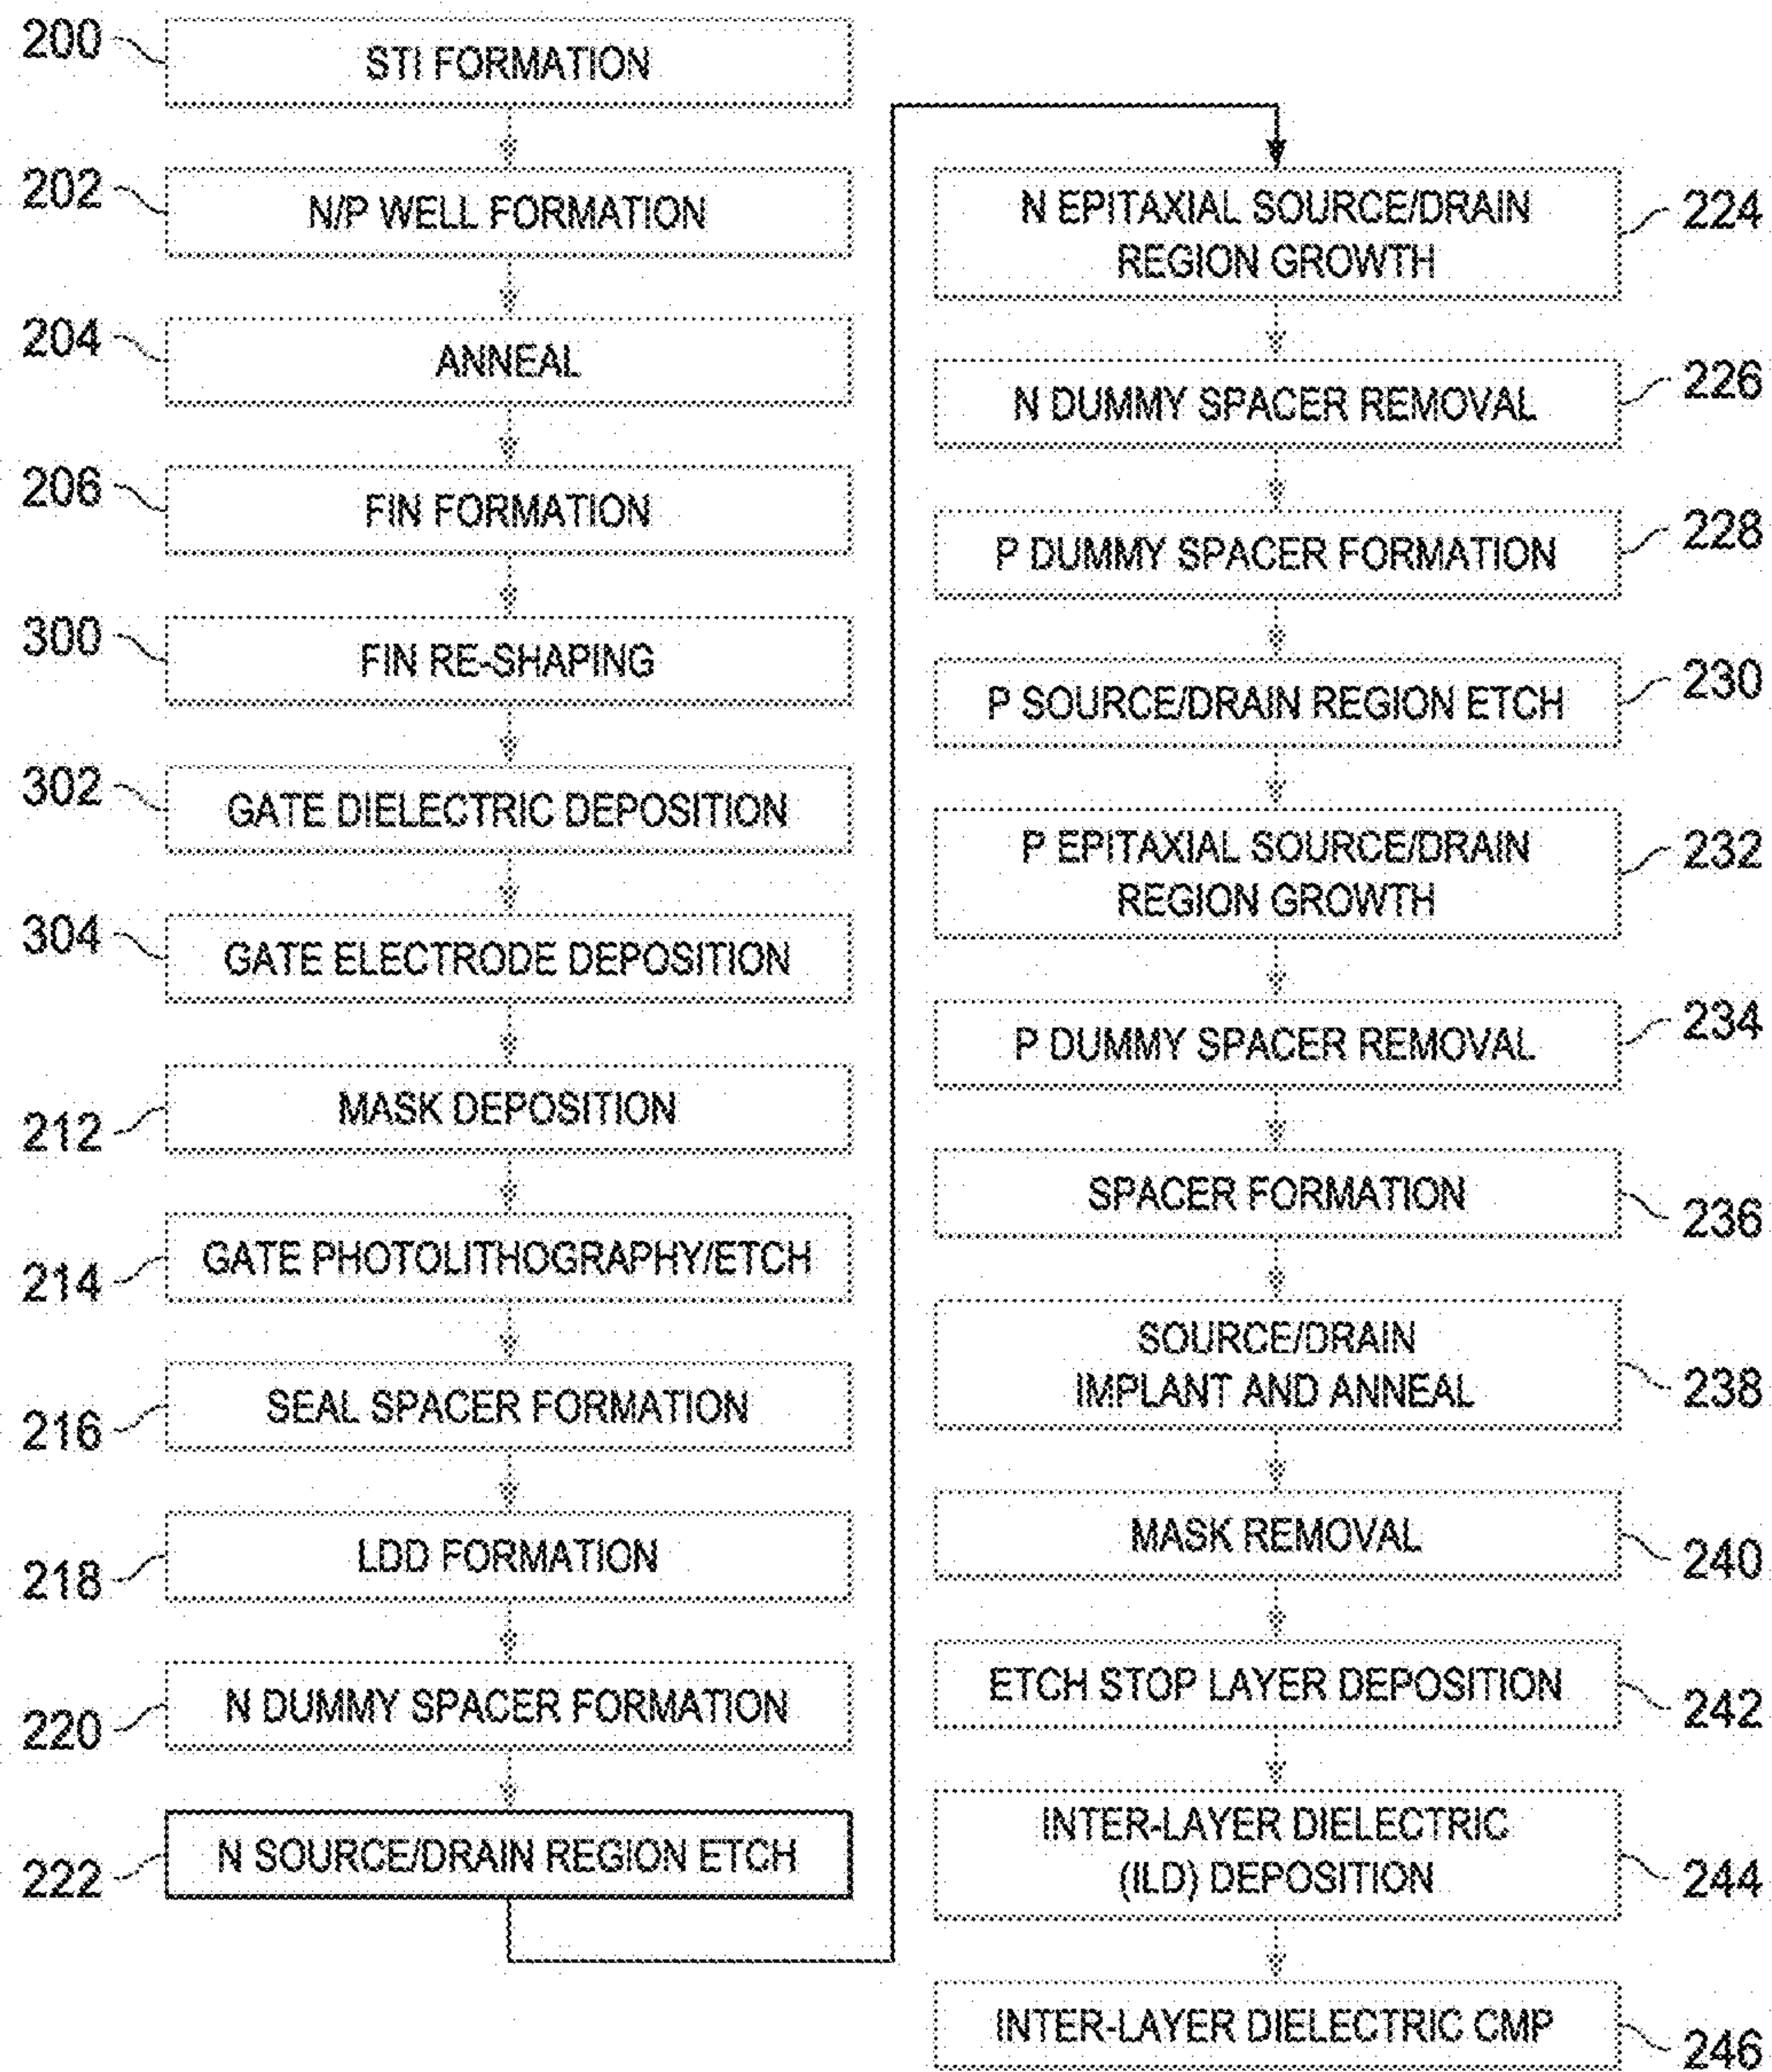 200
STI FORMATION
202
N/P WELL FORMATION
204
ANNEAL
206
FIN FORMATION
300
FIN RE-SHAPING
302
GATE DIELECTRIC DEPOSITION
304
GATE ELECTRODE DEPOSITION
212
MASK DEPOSITION
214
GATE PHOTOLITHOGRAPHY/ETCH
216
SEAL SPACER FORMATION
218
LDD FORMATION
220
N DUMMY SPACER FORMATION
222
N SOURCE/DRAIN REGION ETCH
N EPITAXIAL SOURCE/DRAIN
REGION GROWTH
224
N DUMMY SPACER REMOVAL
226
P DUMMY SPACER FORMATION
228
P SOURCE/DRAIN REGION ETCH
230
P EPITAXIAL SOURCE/DRAIN
REGION GROWTH
232
P DUMMY SPACER REMOVAL
234
SPACER FORMATION
236
SOURCE/DRAIN
IMPLANT AND ANNEAL
238
MASK REMOVAL
240
ETCH STOP LAYER DEPOSITION
242
INTER-LAYER DIELECTRIC
(ILD) DEPOSITION
244
INTER-LAYER DIELECTRIC CMP
246